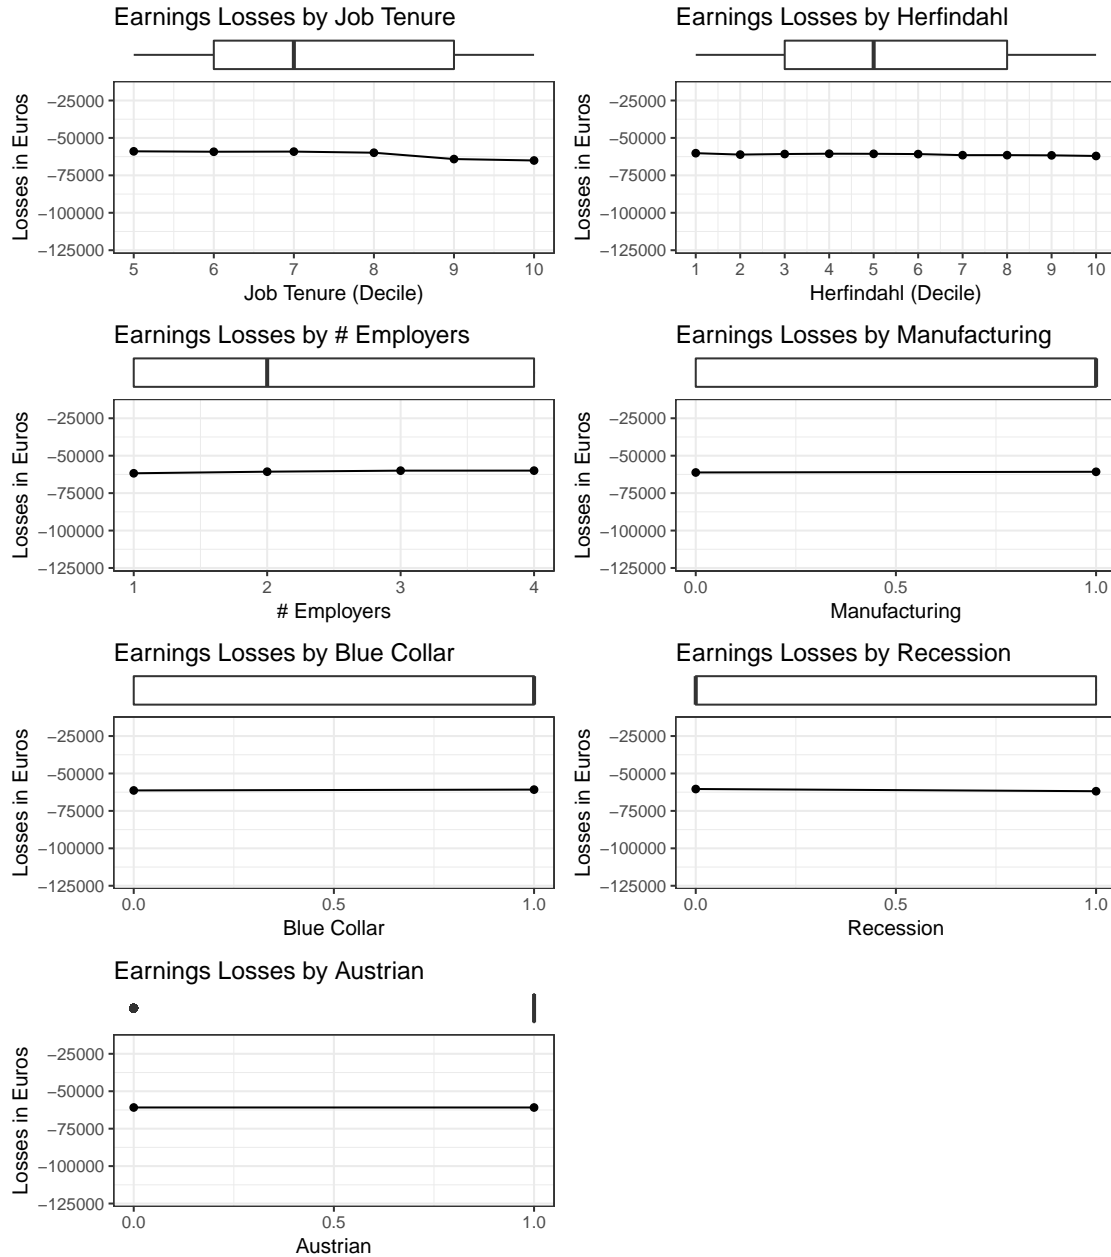 Earnings Losses by Job Tenure
Losses in Euros
−25000
−50000
−75000
−100000
−125000
5 6 7 8 9 10
Job Tenure (Decile)
Earnings Losses by Herfindahl
Losses in Euros
−25000
−50000
−75000
−100000
−125000
1 2 3 4 5 6 7 8 9 10
Herfindahl (Decile)
Earnings Losses by # Employers
Losses in Euros
−25000
−50000
−75000
−100000
−125000
1 2 3 4
# Employers
Earnings Losses by Manufacturing
Losses in Euros
−25000
−50000
−75000
−100000
−125000
0.0 0.5 1.0
Manufacturing
Earnings Losses by Blue Collar
Losses in Euros
−25000
−50000
−75000
−100000
−125000
0.0 0.5 1.0
Blue Collar
Earnings Losses by Recession
Losses in Euros
−25000
−50000
−75000
−100000
−125000
0.0 0.5 1.0
Recession
Earnings Losses by Austrian
Losses in Euros
−25000
−50000
−75000
−100000
−125000
0.0 0.5 1.0
Austrian